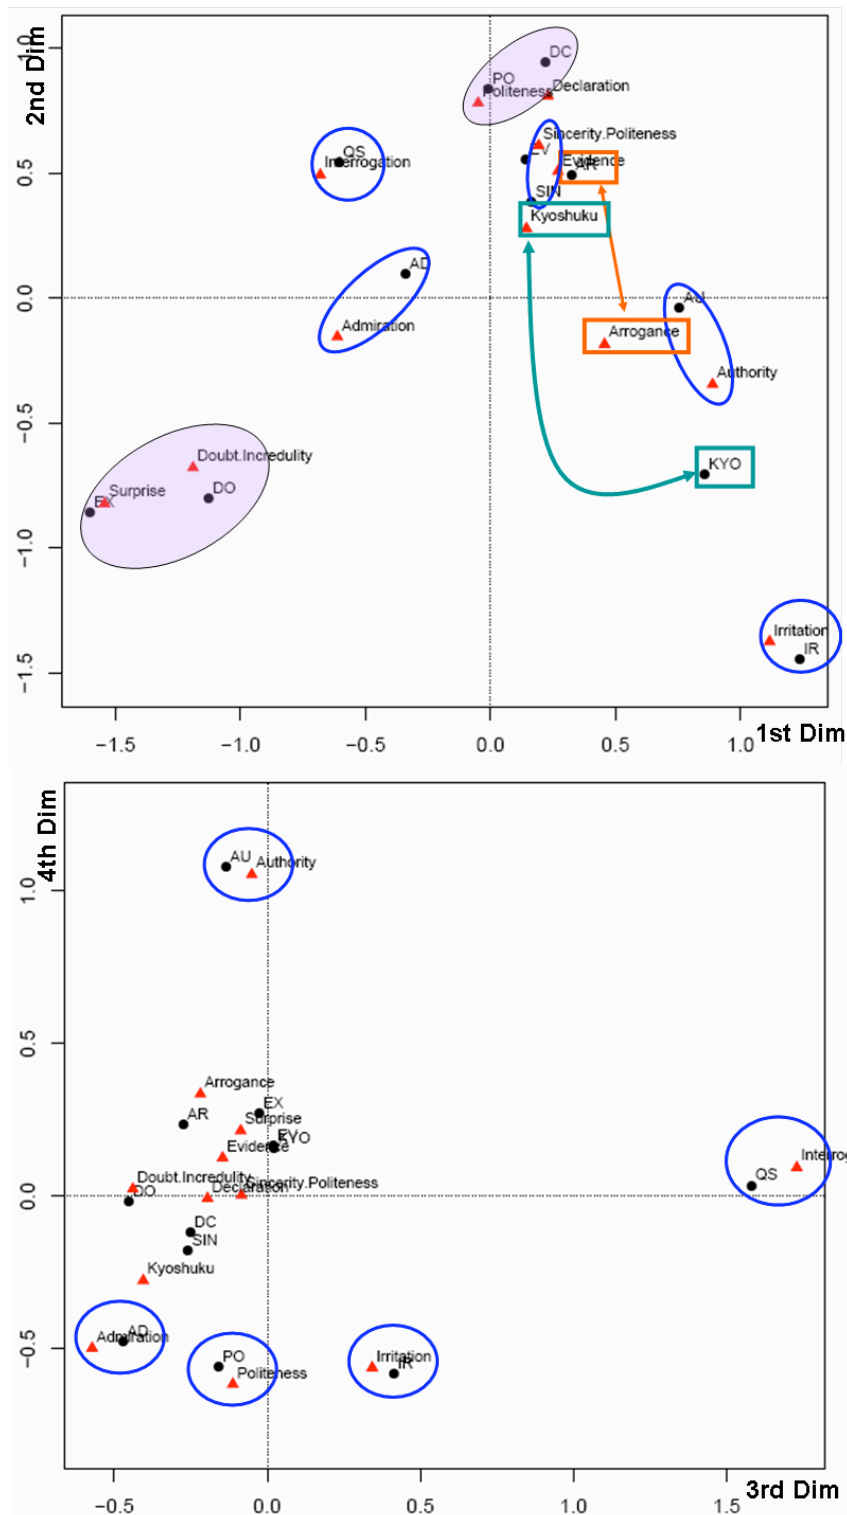 2nd Dim
1.0
DC
PO
Politeness
Declaration
Sincerity.Politeness
0.5
QS
Interrogation
EV
Evidence
AR
SIN
Kyoshuku
AD
0.0
AU
Admiration
Arrogance
Authority
−0.5
Doubt.Incredulity
KYO
Surprise
DO
EX
−1.0
Irritation
IR
−1.5
−1.5 −1.0 −0.5 0.0 0.5 1.0 1st Dim
4th Dim
AU
Authority
1.0
0.5
Arrogance
EX
AR
Surprise
EV
KYO
Evidence
Interrog
Doubt.Incredulity
QS
Sincerity.Politeness
DO
Declaration
0.0
DC
SIN
Kyoshuku
AD
Admiration
PO
Irritation
IR
−0.5
Politeness
−0.5 0.0 0.5 1.0 1.5 3rd Dim